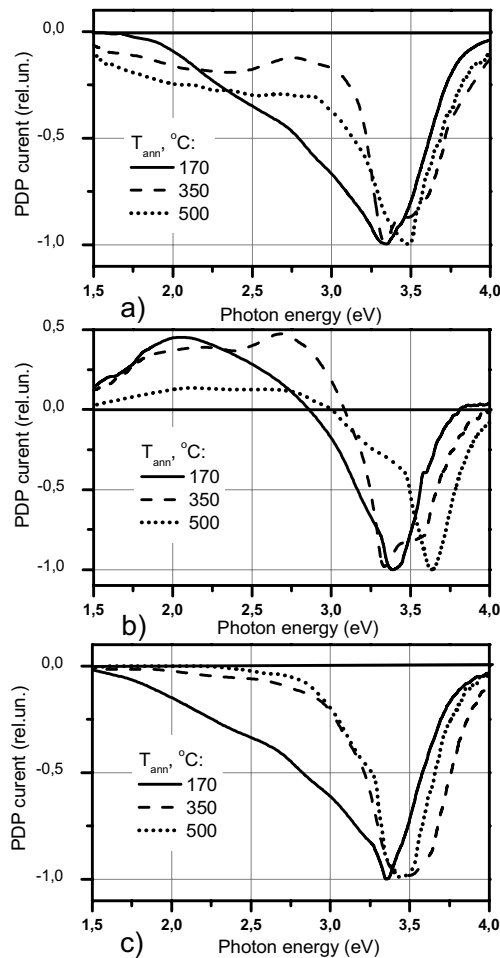 0,0
-0,5
-1,0
PDP curent (rel.un.)
T_ann, °C:
170
350
500
1,5 2,0 2,5 3,0 3,5 4,0
a) Photon energy (eV)
0,5
0,0
-0,5
-1,0
PDP curent (rel.un.)
T_ann, °C:
170
350
500
1,5 2,0 2,5 3,0 3,5 4,0
b) Photon energy (eV)
0,0
-0,5
-1,0
PDP curent (rel.un.)
T_ann, °C:
170
350
500
1,5 2,0 2,5 3,0 3,5 4,0
c) Photon energy (eV)